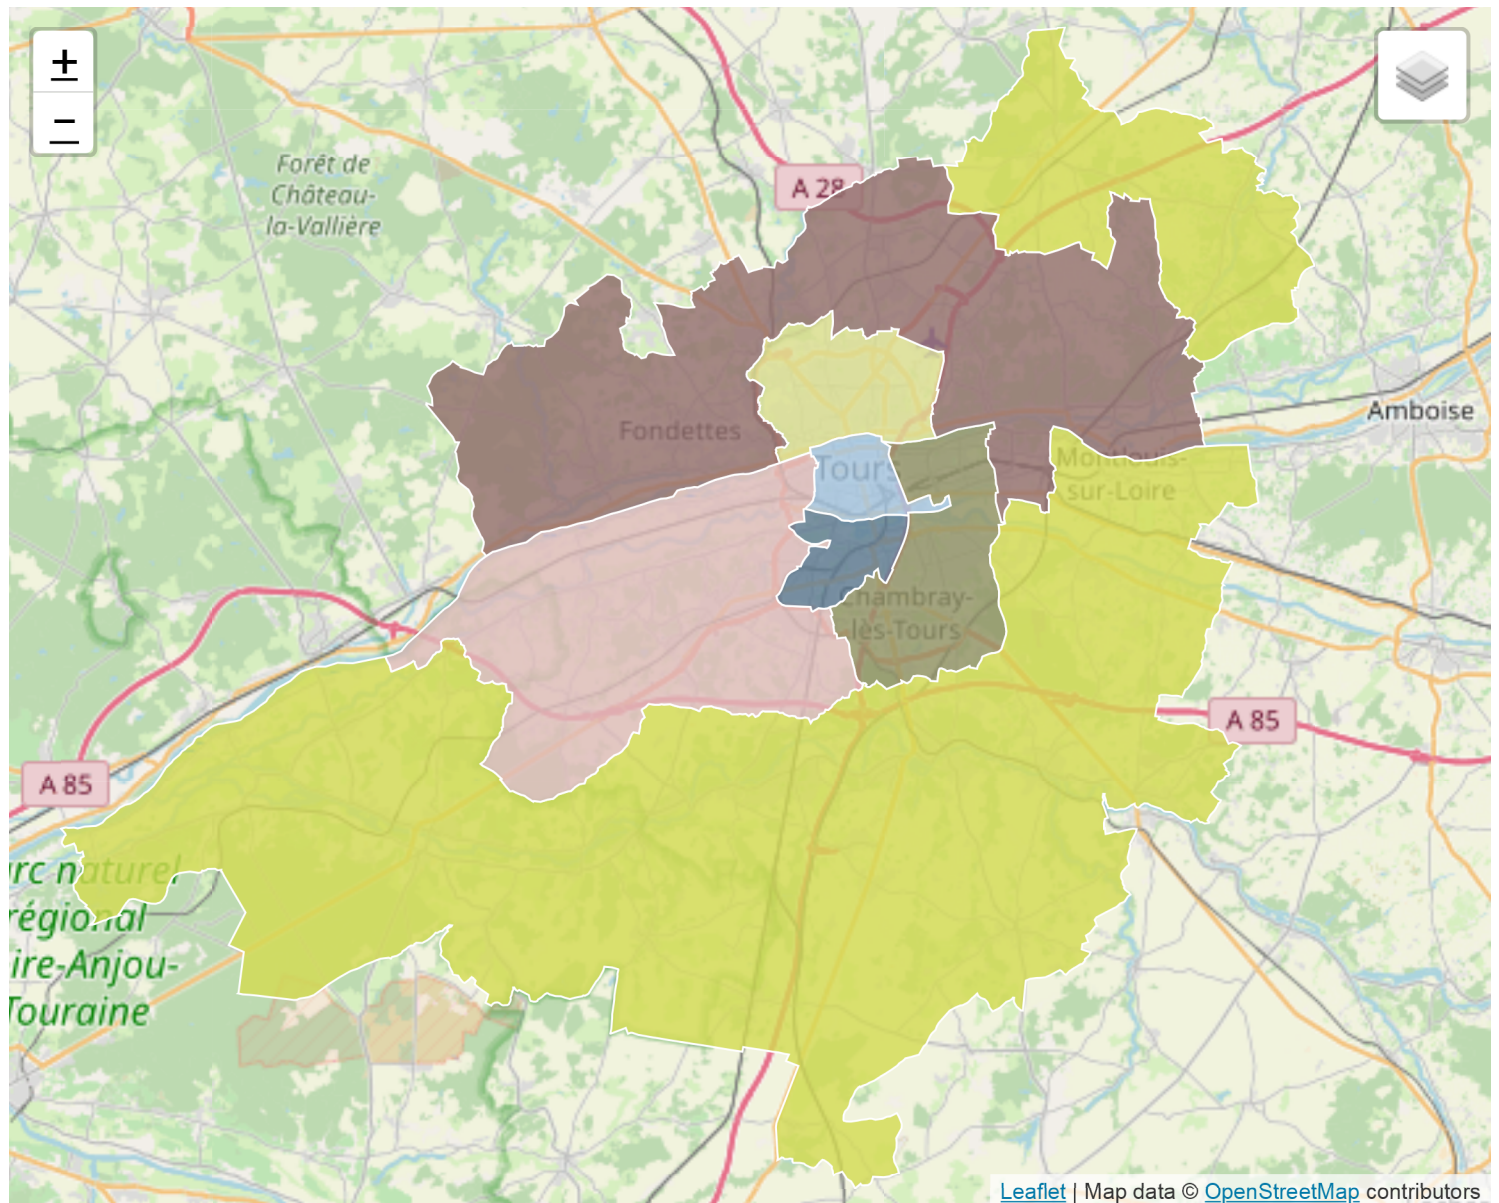 +
−
Forêt de
Château-
la-Vallière
A 28
Amboise
Fondettes
Tours
Montlouis-
sur-Loire
Chambray-
-lès-Tours
A 85
A 85
rc naturel
régional
ire-Anjou-
Touraine
Leaflet | Map data © OpenStreetMap contributors